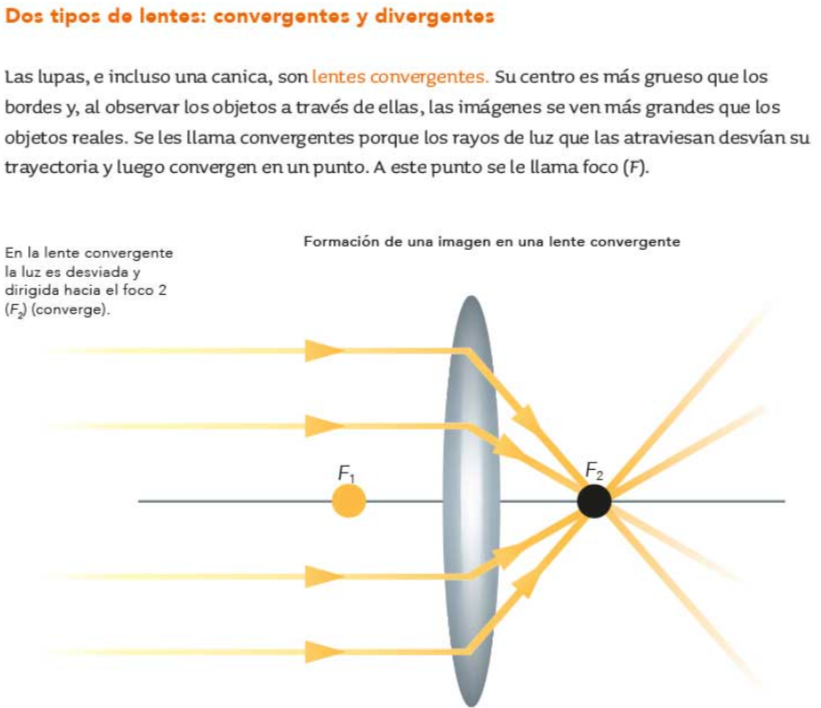 Dos tipos de lentes: convergentes y divergentes
Las lupas, e incluso una canica, son lentes convergentes. Su centro es más grueso que los
bordes y, al observar los objetos a través de ellas, las imágenes se ven más grandes que los
objetos reales. Se les llama convergentes porque los rayos de luz que las atraviesan desvían su
trayectoria y luego convergen en un punto. A este punto se le llama foco (F).
Formación de una imagen en una lente convergente
En la lente convergente
la luz es desviada y
dirigida hacia el foco 2
(F₂) (converge).
F₁
F₂